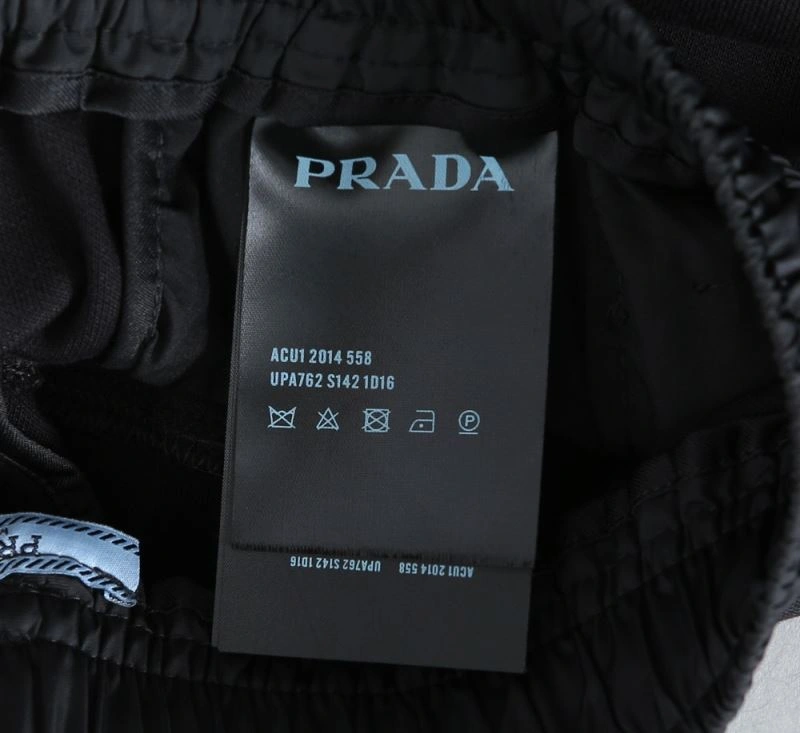 PRADA
ACU1 2014 558
UPA762 S142 1D16
P
ACU1 2014 558 UPA762 S142 1D16